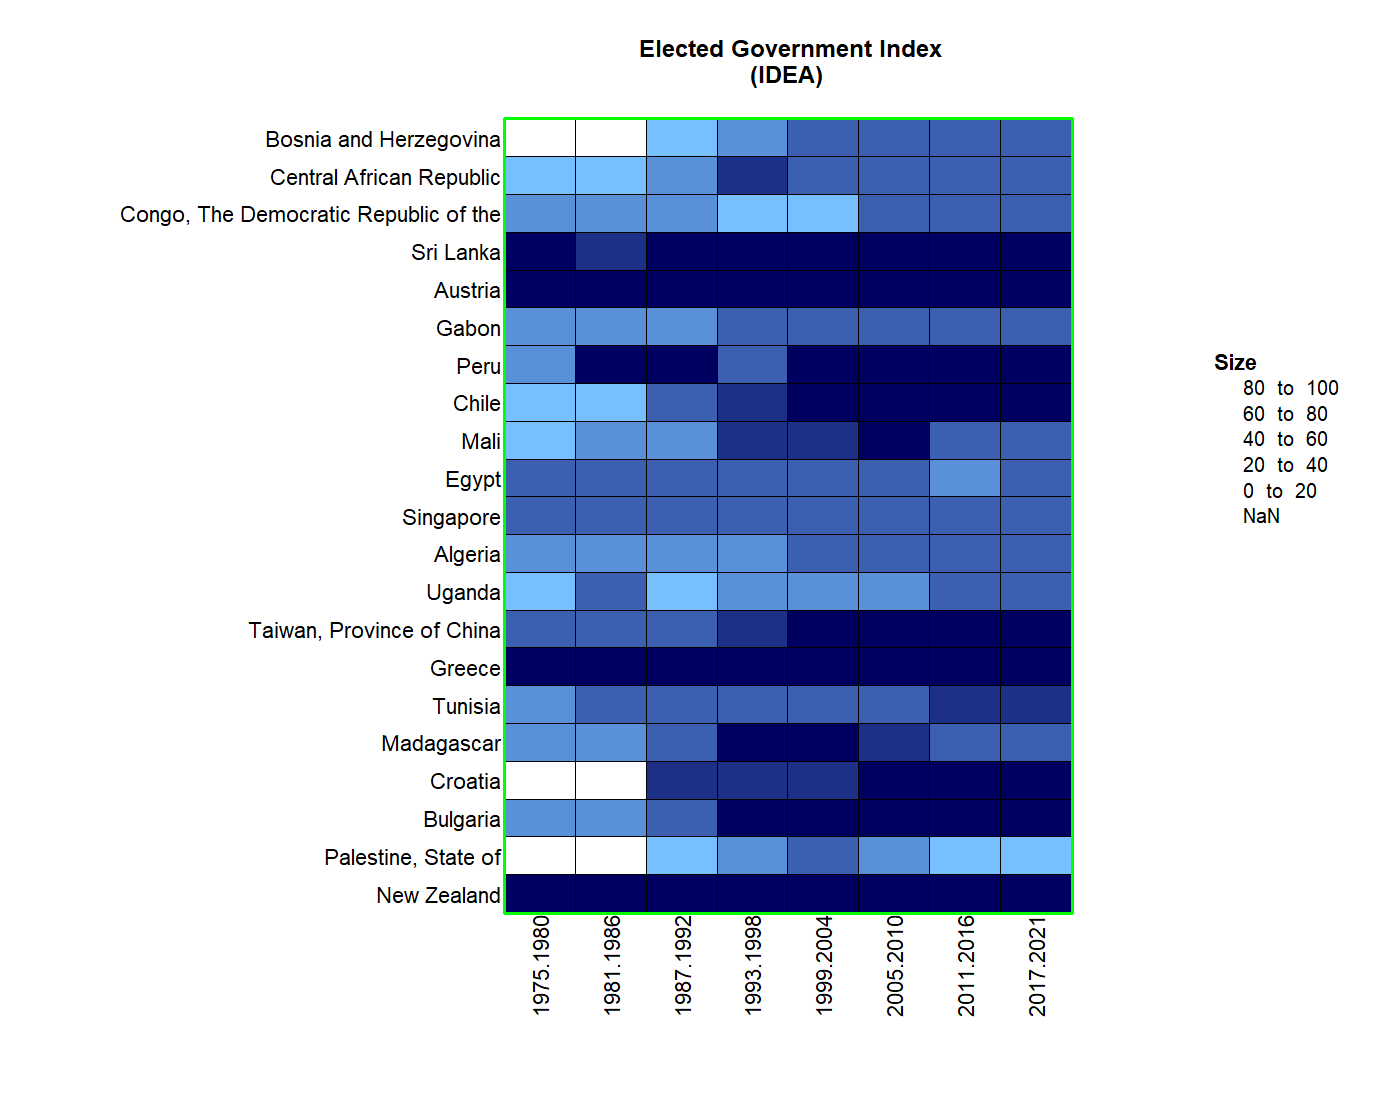 Elected Government Index
(IDEA)
Bosnia and Herzegovina
Central African Republic
Congo, The Democratic Republic of the
Sri Lanka
Austria
Gabon
Peru
Chile
Mali
Egypt
Singapore
Algeria
Uganda
Taiwan, Province of China
Greece
Tunisia
Madagascar
Croatia
Bulgaria
Palestine, State of
New Zealand
1975.1980
1981.1986
1987.1992
1993.1998
1999.2004
2005.2010
2011.2016
2017.2021
Size
80 to 100
60 to 80
40 to 60
20 to 40
0 to 20
NaN